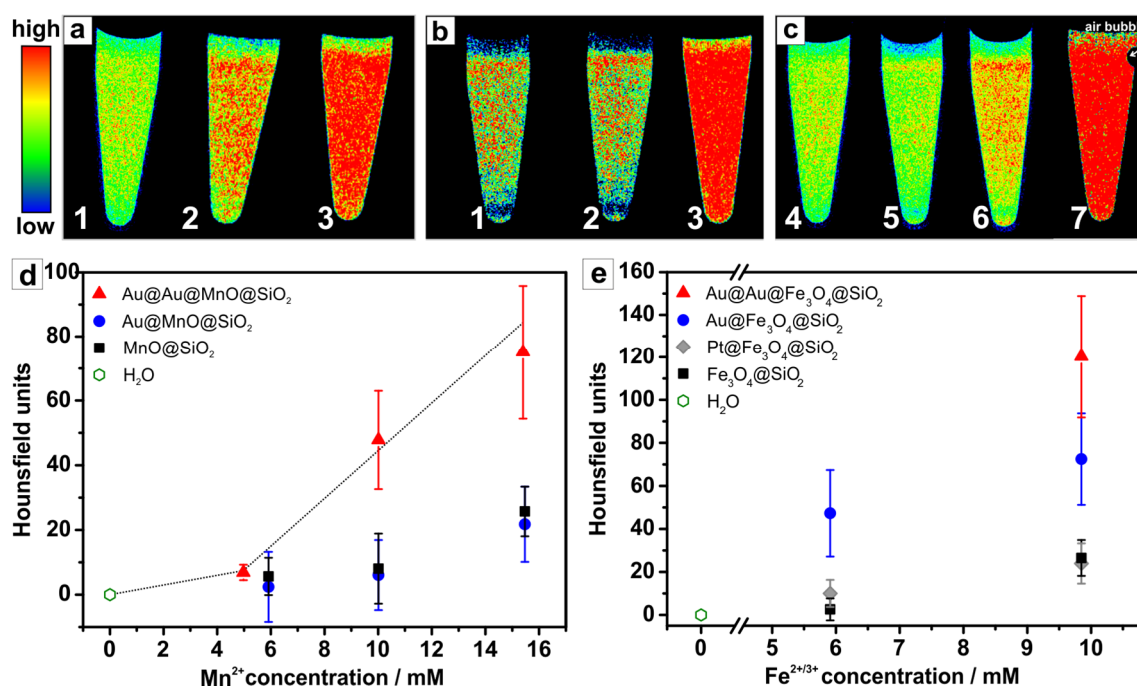 high
low
a
1
2
3
b
1
2
3
c
air bubb
4
5
6
7
d
Hounsfield units
100
80
60
40
20
0
Au@Au@MnO@SiO₂
Au@MnO@SiO₂
MnO@SiO₂
H₂O
0 2 4 6 8 10 12 14 16
Mn²⁺ concentration / mM
e
Hounsfield units
160
140
120
100
80
60
40
20
0
Au@Au@Fe₃O₄@SiO₂
Au@Fe₃O₄@SiO₂
Pt@Fe₃O₄@SiO₂
Fe₃O₄@SiO₂
H₂O
0 5 6 7 8 9 10 11
Fe²⁺/³⁺ concentration / mM